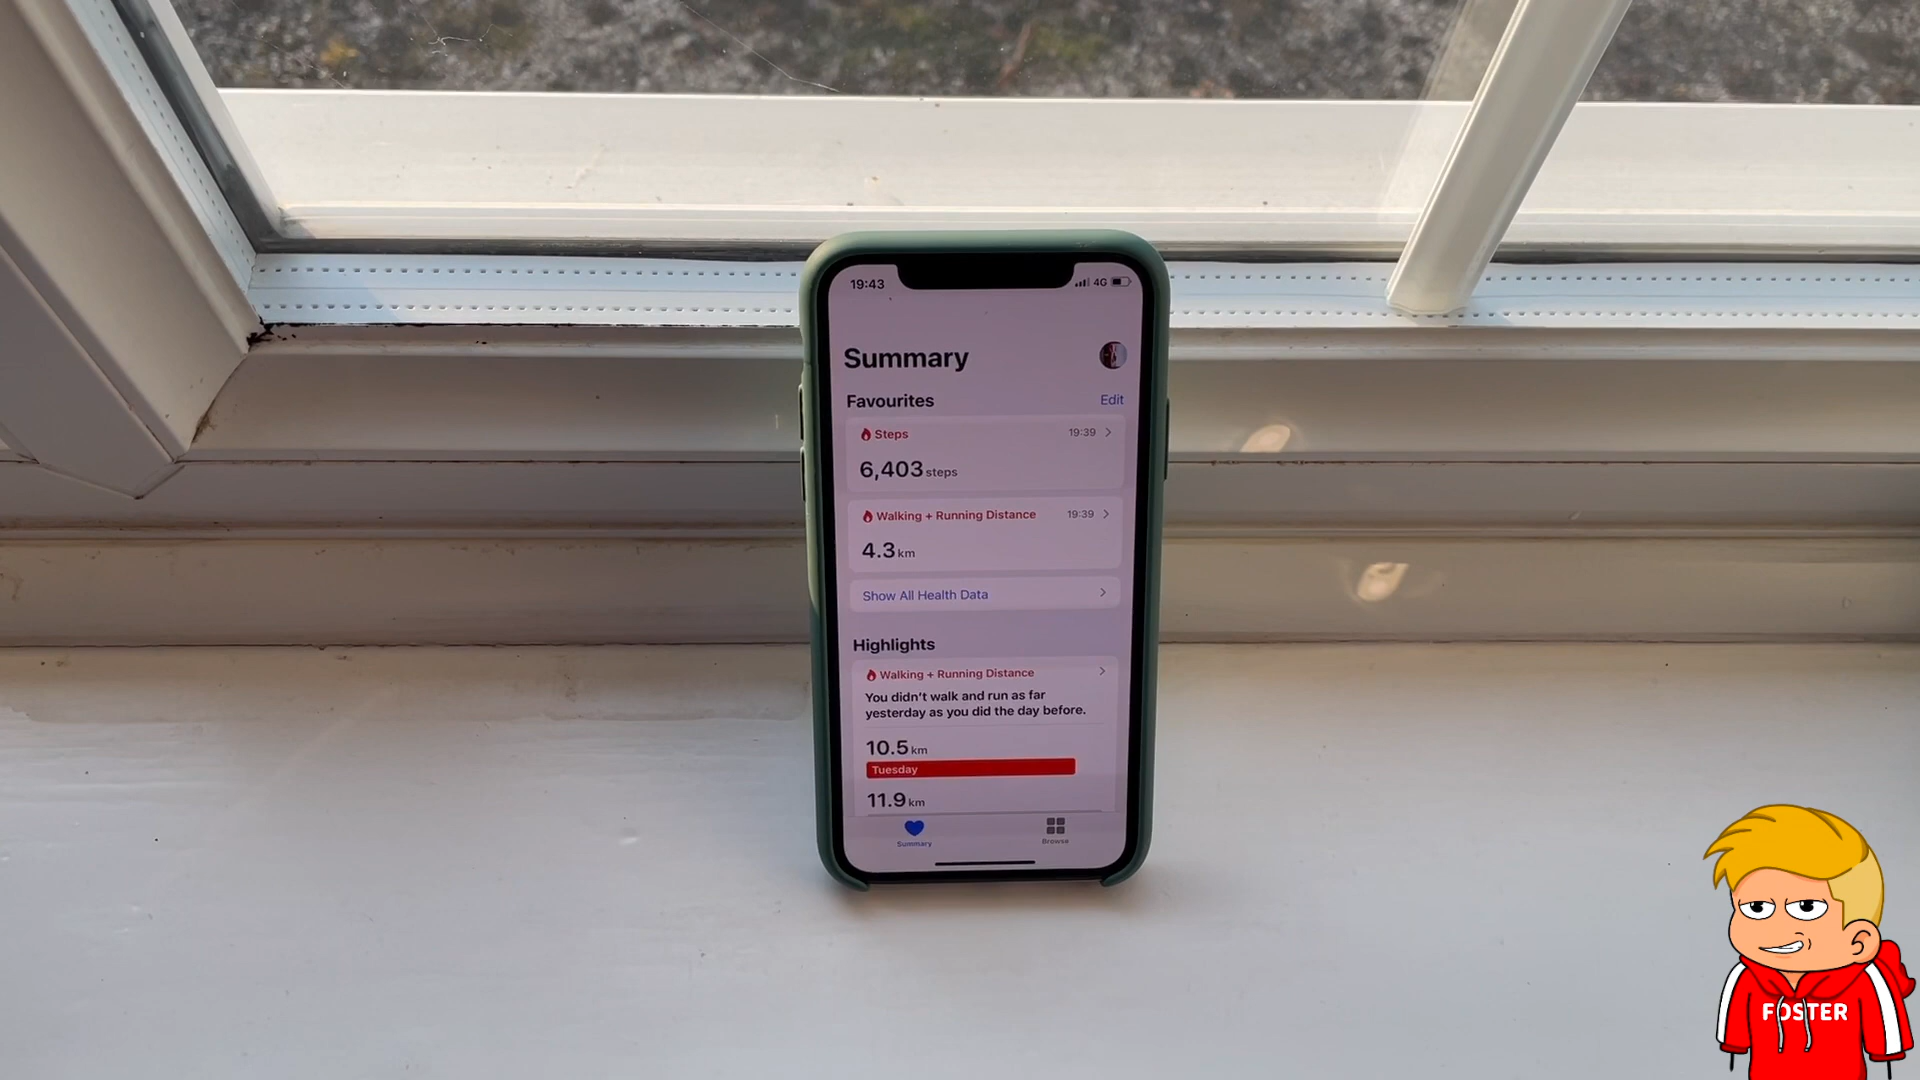 19:43
4G
Summary
Favourites
Edit
Steps
19:39
6,403 steps
Walking + Running Distance
19:39
4.3 km
Show All Health Data
Highlights
Walking + Running Distance
You didn't walk and run as far
yesterday as you did the day before.
10.5 km
Tuesday
11.9 km
Summary
Browse
FOSTER